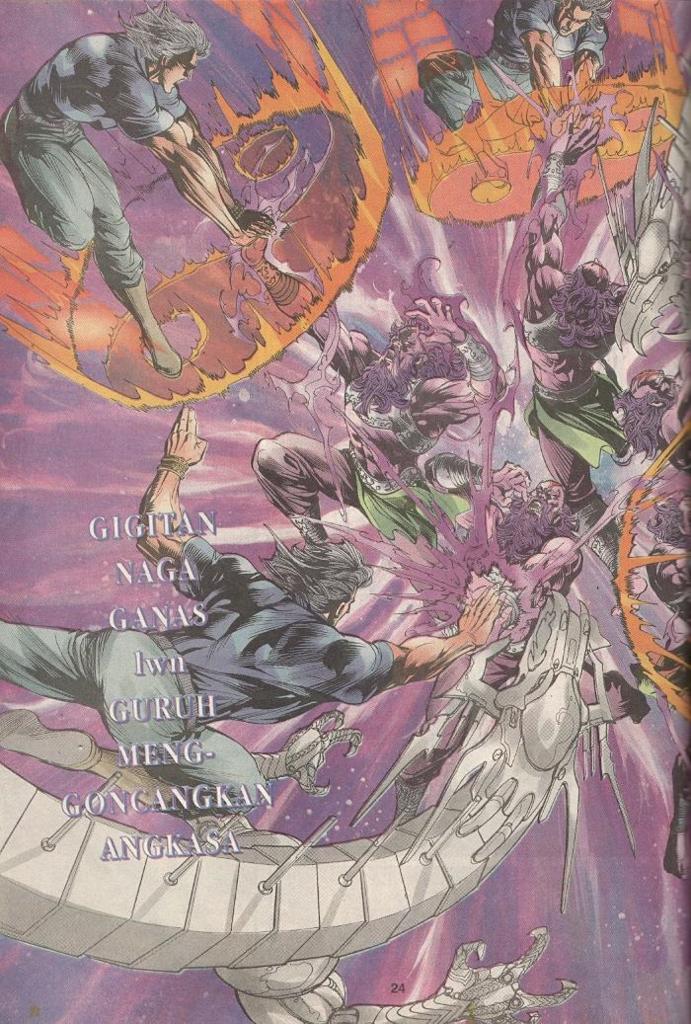 GIGITAN
NAGA
GANAS
lwn
GURUH
MENG-
GONCANGKAN
ANGKASA
24